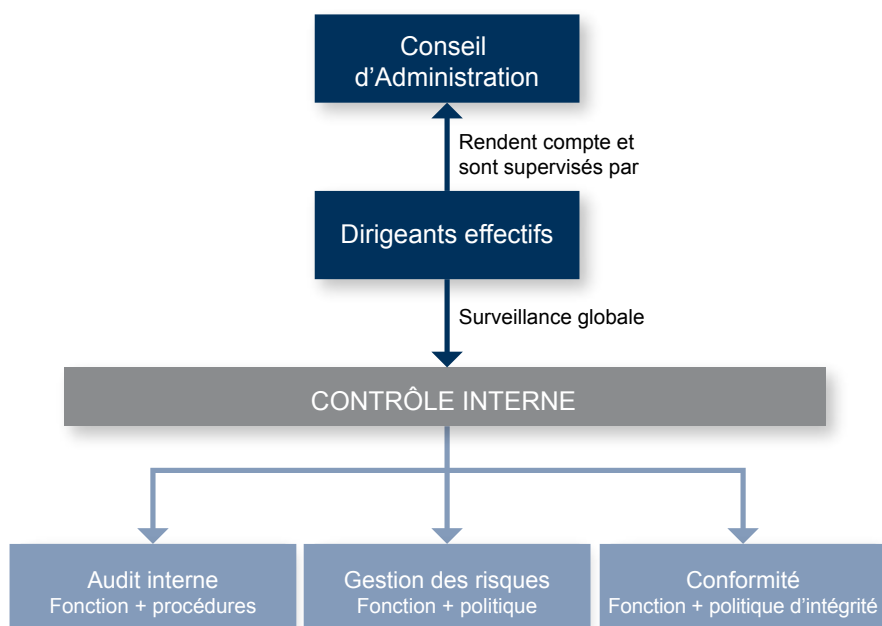 Conseil
d’Administration
Rendent compte et
sont supervisés par
Dirigeants effectifs
Surveillance globale
CONTRÔLE INTERNE
Audit interne
Fonction + procédures
Gestion des risques
Fonction + politique
Conformité
Fonction + politique d’intégrité